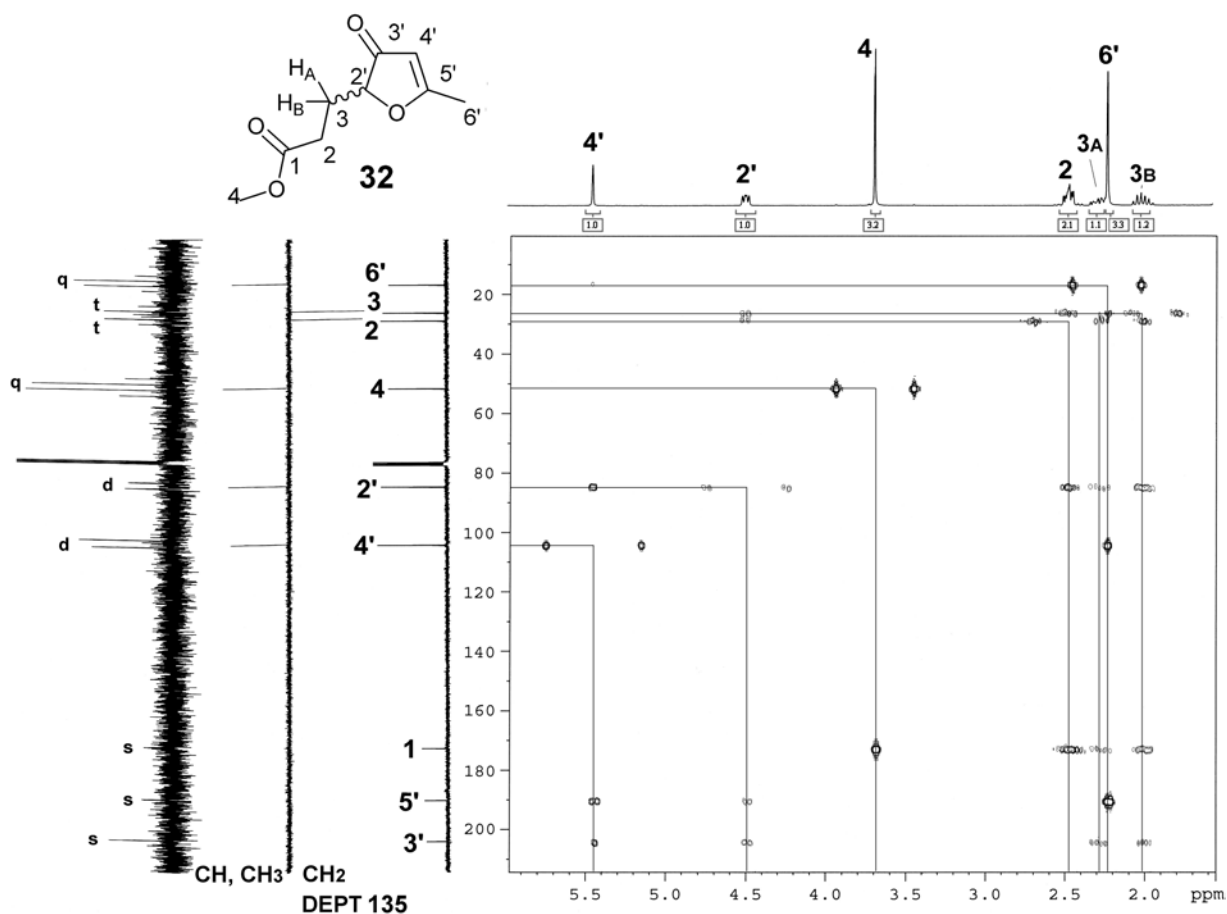 O 3' 4'
H_A 2' 5'
H_B O 6'
O 3
1 2
4 O 32
4' 2' 4 2 3A 6' 3B
1.0 1.0 3.2 2.1 1.1 3.3 1.2
q 6'
t 3
t 2
q 4
d 2'
d 4'
s 1
s 5'
s 3'
CH, CH3 CH2
DEPT 135
20
40
60
80
100
120
140
160
180
200
5.5 5.0 4.5 4.0 3.5 3.0 2.5 2.0 ppm